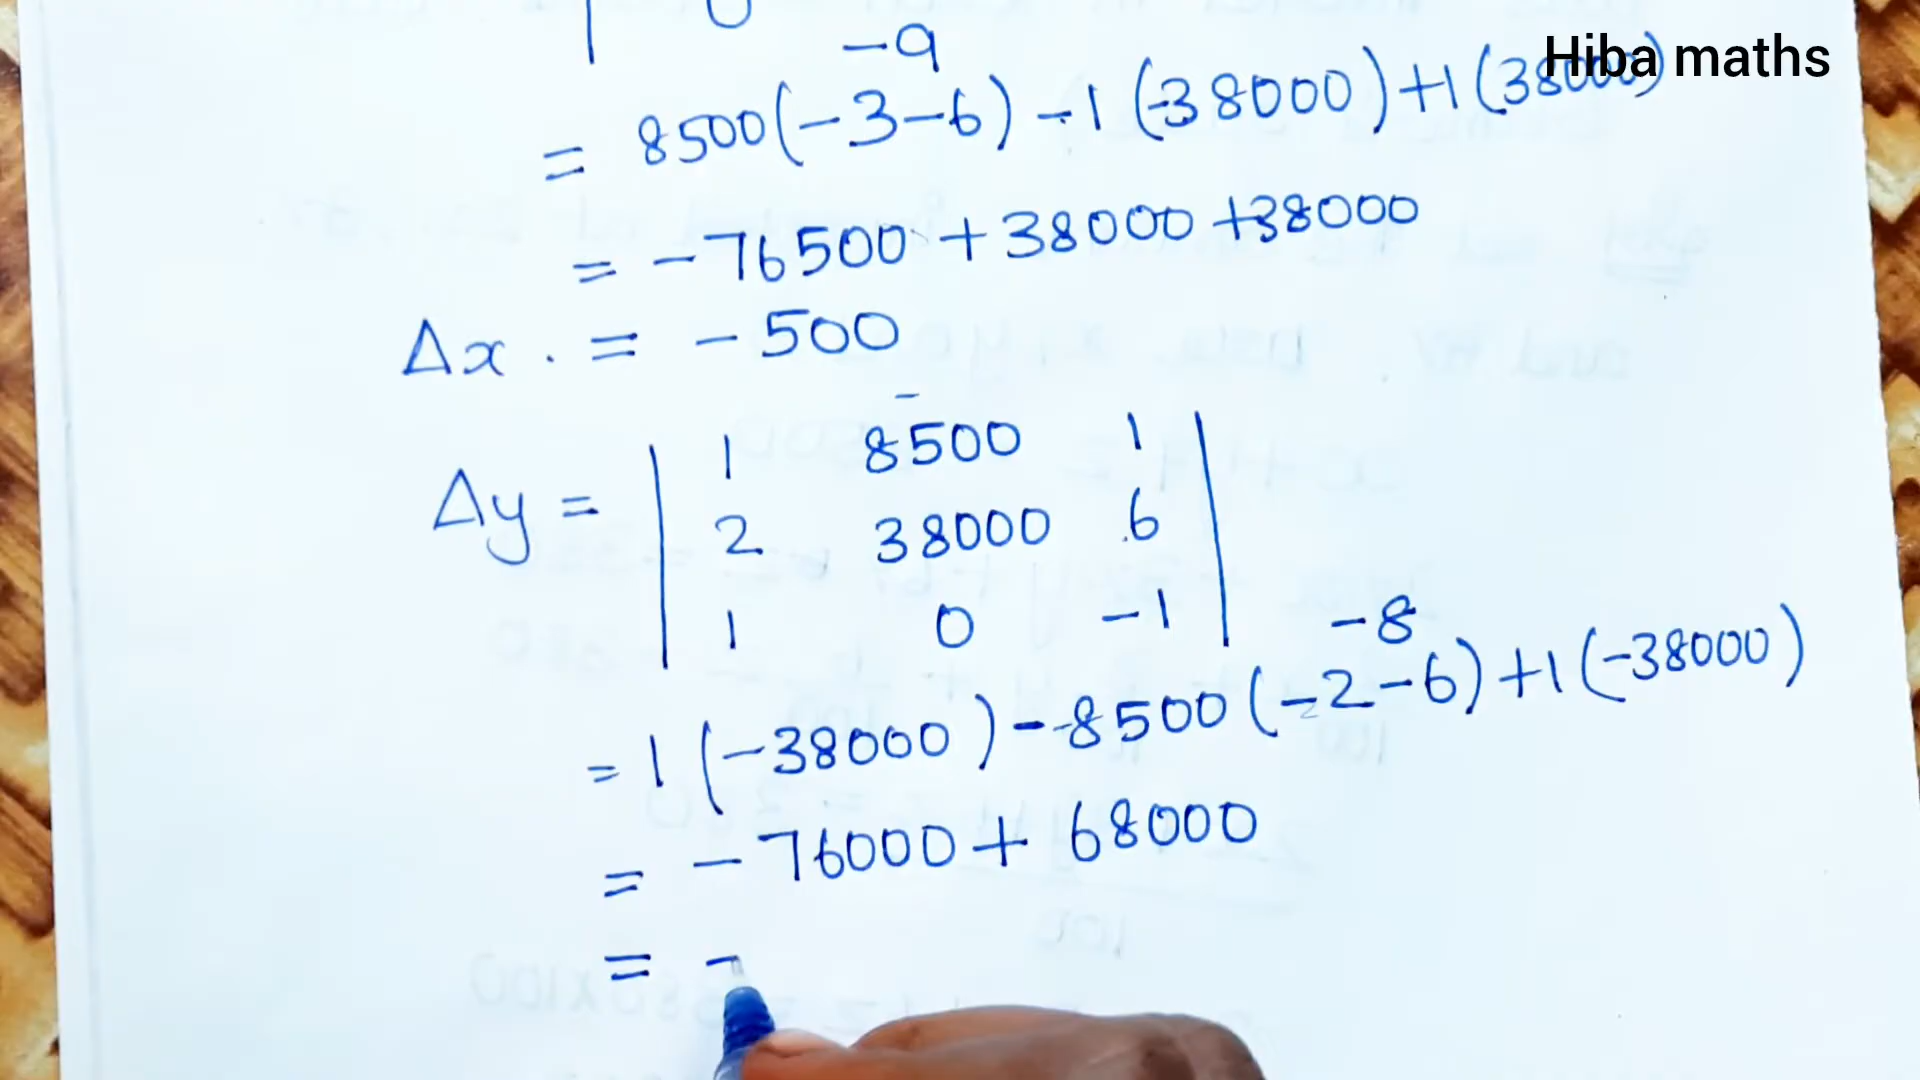 Hiba maths
-9
= 8500(-3-6) -1(-38000)+1(38000)
= -76500 + 38000 +38000
Δx . = -500
Δy = | 1 8500 1 |
| 2 38000 6 |
| 1 0 -1 |
-8
= 1(-38000) - 8500(-2-6)+1(-38000)
= -76000 + 68000
= -